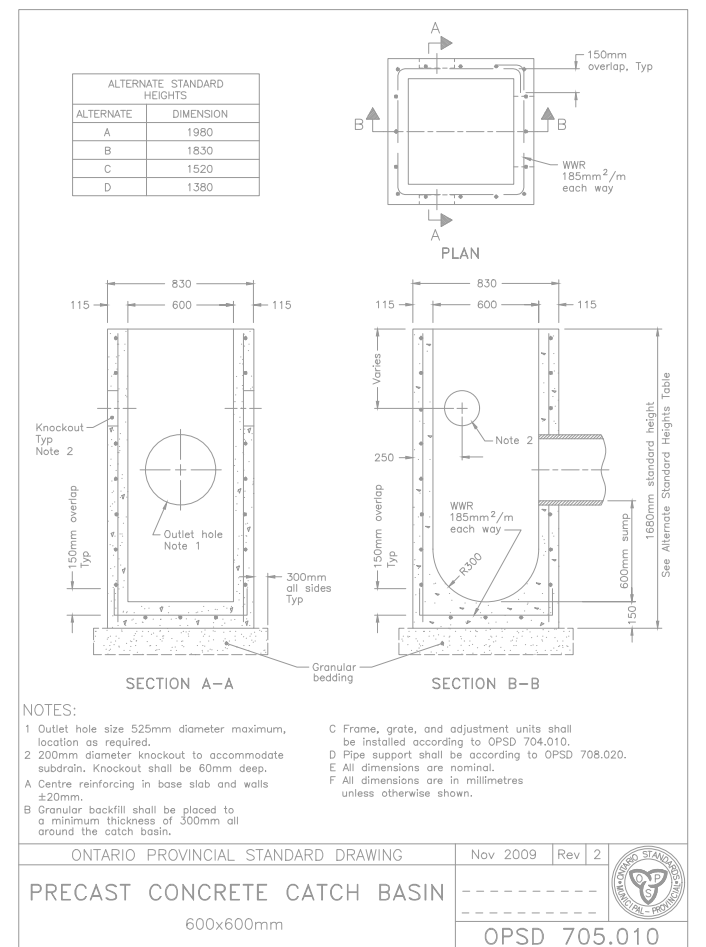 ALTERNATE STANDARD
HEIGHTS
ALTERNATE DIMENSION
A 1980
B 1830
C 1520
D 1380
A
150mm
overlap, Typ
B
B
WWR
185mm²/m
each way
A
PLAN
830
115
600
115
Knockout
Typ
Note 2
150mm overlap
Typ
Outlet hole
Note 1
300mm
all sides
Typ
SECTION A-A
830
115
600
115
Varies
Note 2
250
WWR
185mm²/m
each way
150mm overlap
Typ
R300
600mm sump
150
1680mm standard height
See Alternate Standard Heights Table
Granular
bedding
SECTION B-B
NOTES:
1 Outlet hole size 525mm diameter maximum,
location as required.
2 200mm diameter knockout to accommodate
subdrain. Knockout shall be 60mm deep.
A Centre reinforcing in base slab and walls
±20mm.
B Granular backfill shall be placed to
a minimum thickness of 300mm all
around the catch basin.
C Frame, grate, and adjustment units shall
be installed according to OPSD 704.010.
D Pipe support shall be according to OPSD 708.020.
E All dimensions are nominal.
F All dimensions are in millimetres
unless otherwise shown.
ONTARIO PROVINCIAL STANDARD DRAWING
Nov 2009 Rev 2
PRECAST CONCRETE CATCH BASIN
600x600mm
OPSD 705.010
ONTARIO STANDARDS
MUNICIPAL - PROVINCIAL
OPS